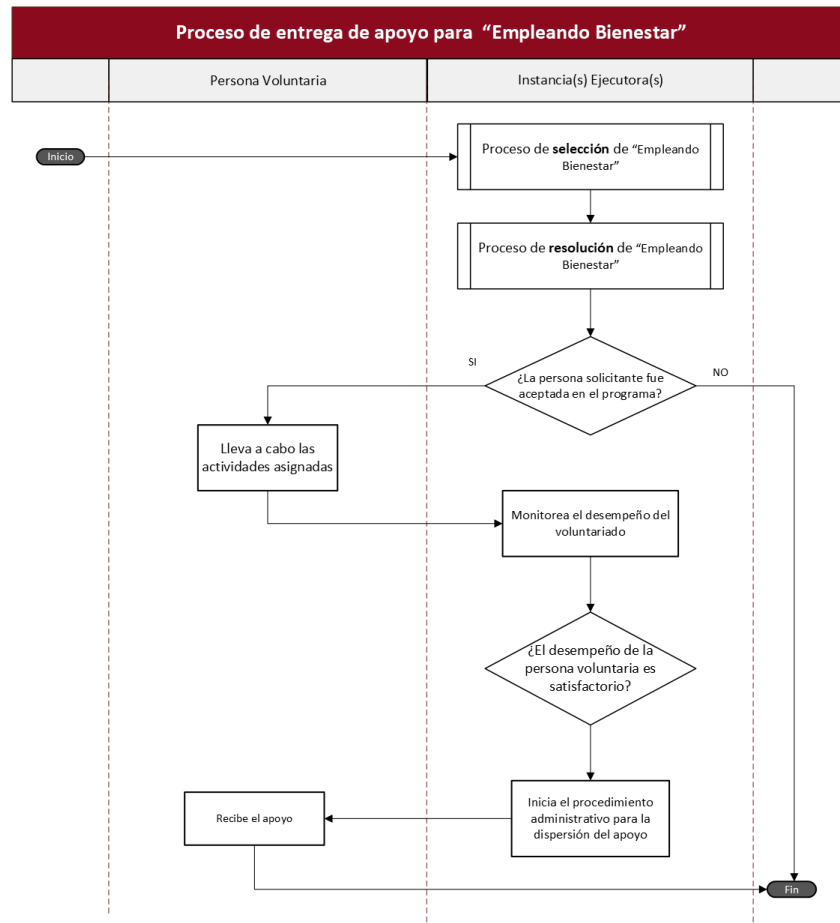 Proceso de entrega de apoyo para “Empleando Bienestar”
Persona Voluntaria
Instancia(s) Ejecutora(s)
Inicio
Proceso de selección de “Empleando
Bienestar”
Proceso de resolución de “Empleando
Bienestar”
SI
¿La persona solicitante fue
aceptada en el programa?
NO
Lleva a cabo las
actividades asignadas
Monitorea el desempeño del
voluntariado
¿El desempeño de la
persona voluntaria es
satisfactorio?
Recibe el apoyo
Inicia el procedimiento
administrativo para la
dispersión del apoyo
Fin